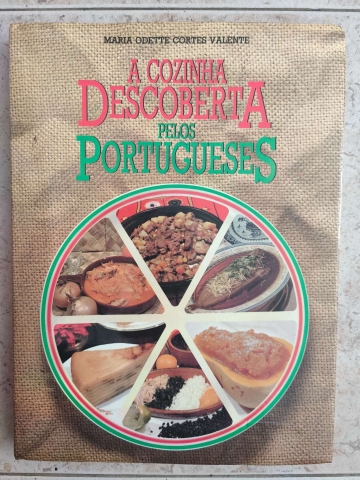 MARIA ODETTE CORTES VALENTE
A COZINHA
DESCOBERTA
PELOS
PORTUGUESES